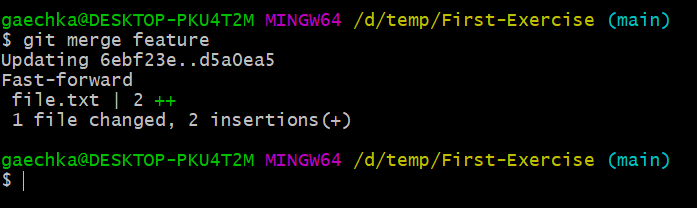 gaechka@DESKTOP-PKU4T2M MINGW64 /d/temp/First-Exercise (main)
$ git merge feature
Updating 6ebf23e..d5a0ea5
Fast-forward
 file.txt | 2 ++
 1 file changed, 2 insertions(+)

gaechka@DESKTOP-PKU4T2M MINGW64 /d/temp/First-Exercise (main)
$